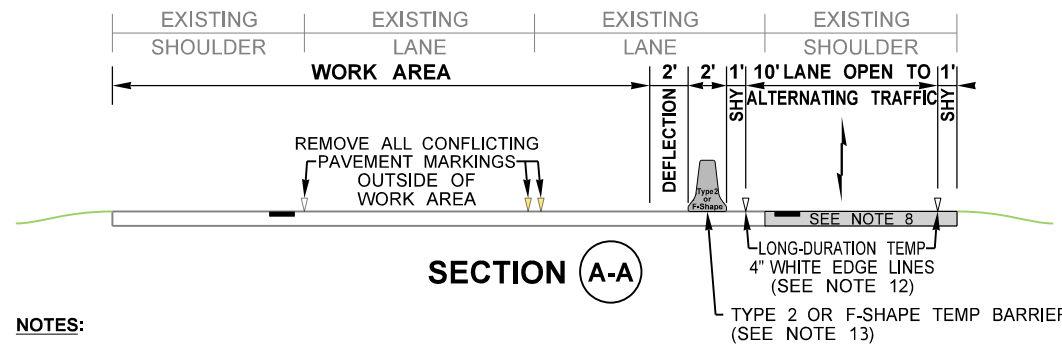 EXISTING EXISTING EXISTING EXISTING
SHOULDER LANE LANE SHOULDER
WORK AREA 2' 2' 1' 10' LANE OPEN TO 1'
ALTERNATING TRAFFIC
DEFLECTION
SHY
SHY
REMOVE ALL CONFLICTING
PAVEMENT MARKINGS
OUTSIDE OF
WORK AREA
Type 2
or
F-Shape
SEE NOTE 8
LONG-DURATION TEMP
4" WHITE EDGE LINES
(SEE NOTE 12)
SECTION A-A
TYPE 2 OR F-SHAPE TEMP BARRIER
(SEE NOTE 13)
NOTES: